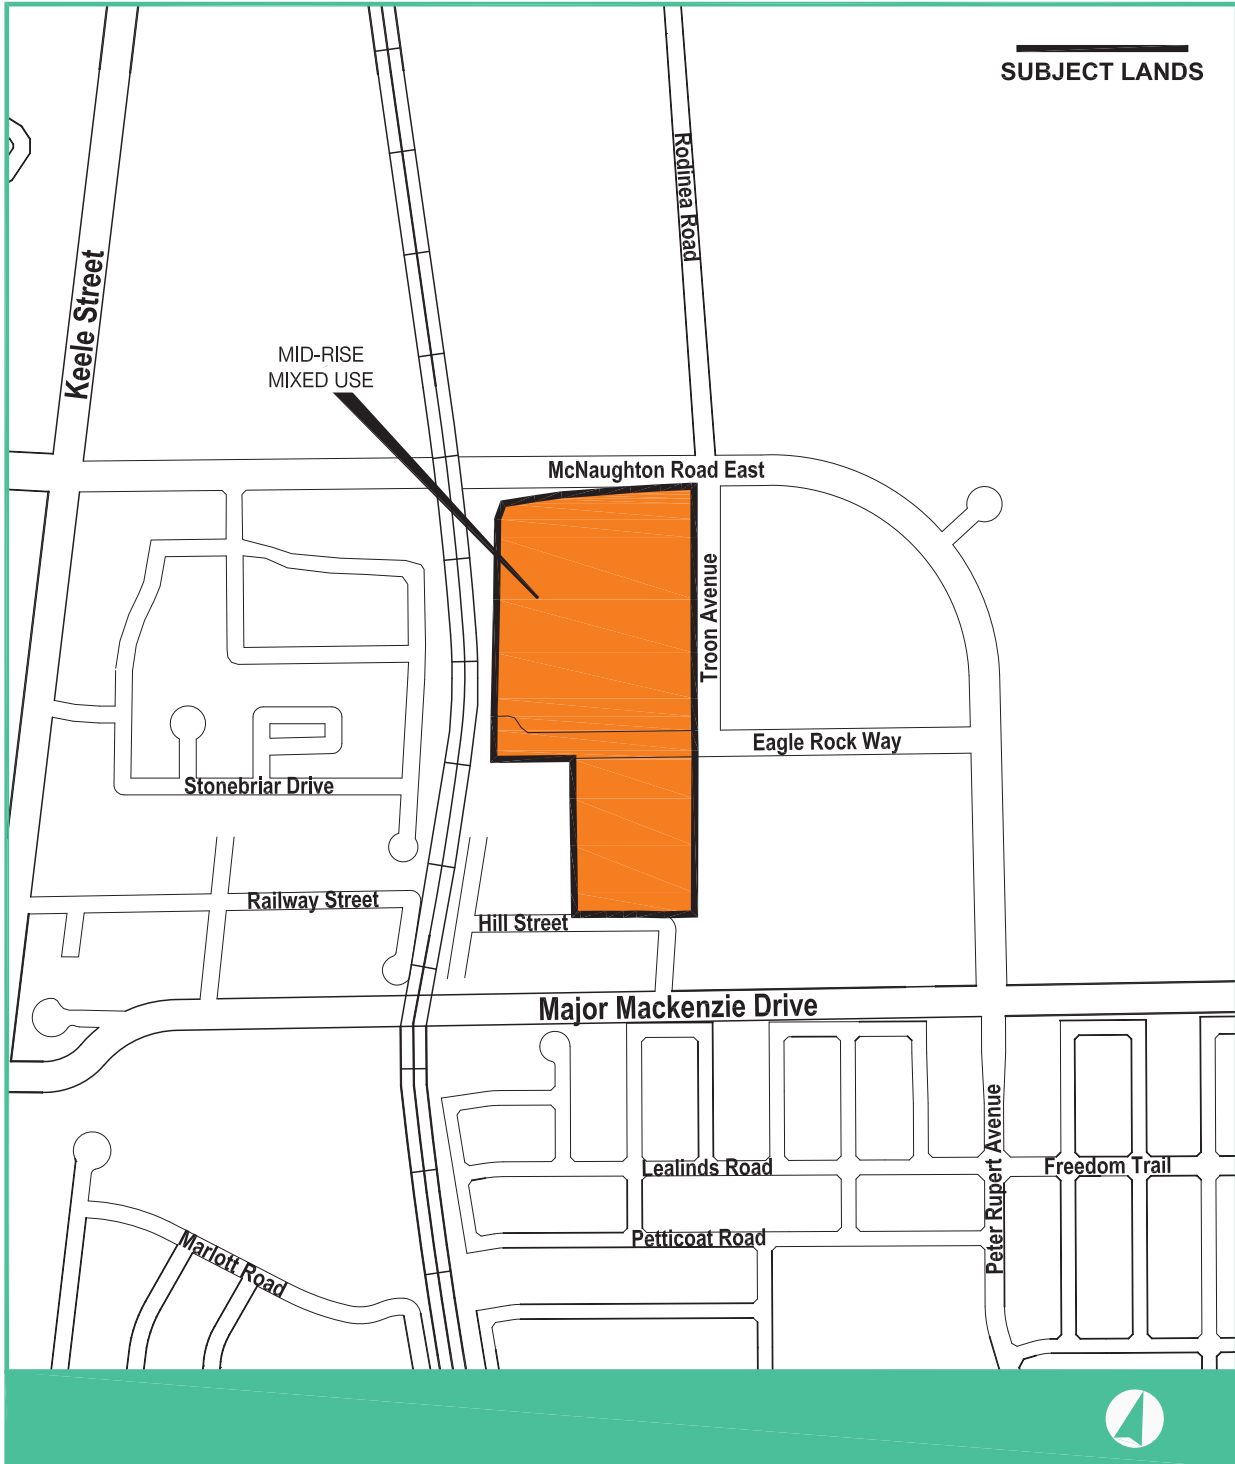 SUBJECT LANDS
Rodinea Road
Keele Street
MID-RISE
MIXED USE
McNaughton Road East
Troon Avenue
Eagle Rock Way
Stonebriar Drive
Railway Street
Hill Street
Major Mackenzie Drive
Peter Rupert Avenue
Lealinds Road
Freedom Trail
Petticoat Road
Marlott Road